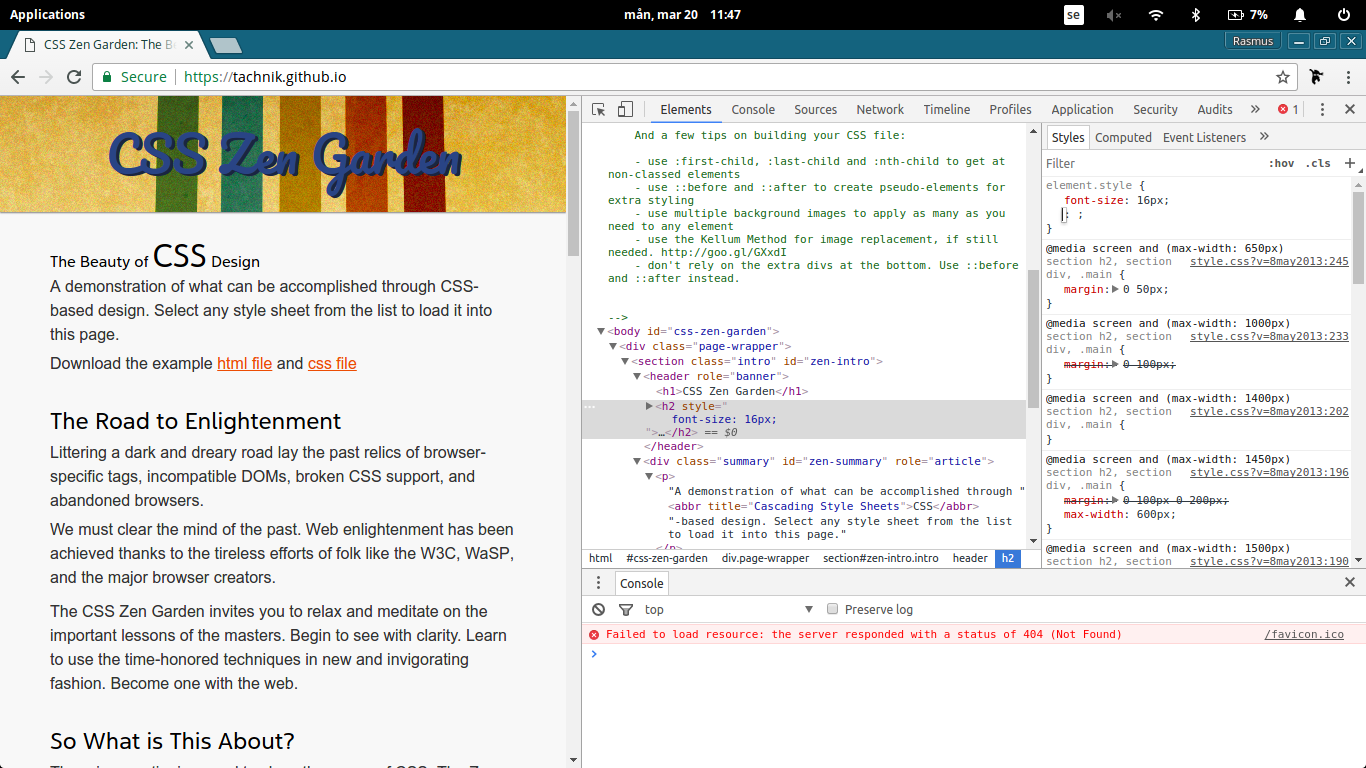 Applications
mån, mar 20 11:47
se
7%
CSS Zen Garden: The B
Rasmus
Secure
https://tachnik.github.io
CSS Zen Garden
The Beauty of CSS Design
A demonstration of what can be accomplished through CSS-
based design. Select any style sheet from the list to load it into
this page.
Download the example html file and css file
The Road to Enlightenment
Littering a dark and dreary road lay the past relics of browser-
specific tags, incompatible DOMs, broken CSS support, and
abandoned browsers.
We must clear the mind of the past. Web enlightenment has been
achieved thanks to the tireless efforts of folk like the W3C, WaSP,
and the major browser creators.
The CSS Zen Garden invites you to relax and meditate on the
important lessons of the masters. Begin to see with clarity. Learn
to use the time-honored techniques in new and invigorating
fashion. Become one with the web.
So What is This About?
Elements Console Sources Network Timeline Profiles Application Security Audits » 1
And a few tips on building your CSS file:
- use :first-child, :last-child and :nth-child to get at
non-classed elements
- use ::before and ::after to create pseudo-elements for
extra styling
- use multiple background images to apply as many as you
need to any element
- use the Kellum Method for image replacement, if still
needed. http://goo.gl/GXxdI
- don't rely on the extra divs at the bottom. Use ::before
and ::after instead.
-->
<body id="css-zen-garden">
<div class="page-wrapper">
<section class="intro" id="zen-intro">
<header role="banner">
<h1>CSS Zen Garden</h1>
<h2 style="
font-size: 16px;
">…</h2> == $0
</header>
<div class="summary" id="zen-summary" role="article">
<p>
"A demonstration of what can be accomplished through "
<abbr title="Cascading Style Sheets">CSS</abbr>
"-based design. Select any style sheet from the list
to load it into this page."
</p>
html #css-zen-garden div.page-wrapper section#zen-intro.intro header h2
Styles Computed Event Listeners »
Filter :hov .cls +
element.style {
font-size: 16px;
: ;
}
@media screen and (max-width: 650px)
section h2, section style.css?v=8may2013:245
div, .main {
margin: 0 50px;
}
@media screen and (max-width: 1000px)
section h2, section style.css?v=8may2013:233
div, .main {
margin: 0 100px;
}
@media screen and (max-width: 1400px)
section h2, section style.css?v=8may2013:202
div, .main {
}
@media screen and (max-width: 1450px)
section h2, section style.css?v=8may2013:196
div, .main {
margin: 0 100px 0 200px;
max-width: 600px;
}
@media screen and (max-width: 1500px)
section h2, section style.css?v=8may2013:190
Console
top
Preserve log
Failed to load resource: the server responded with a status of 404 (Not Found) /favicon.ico